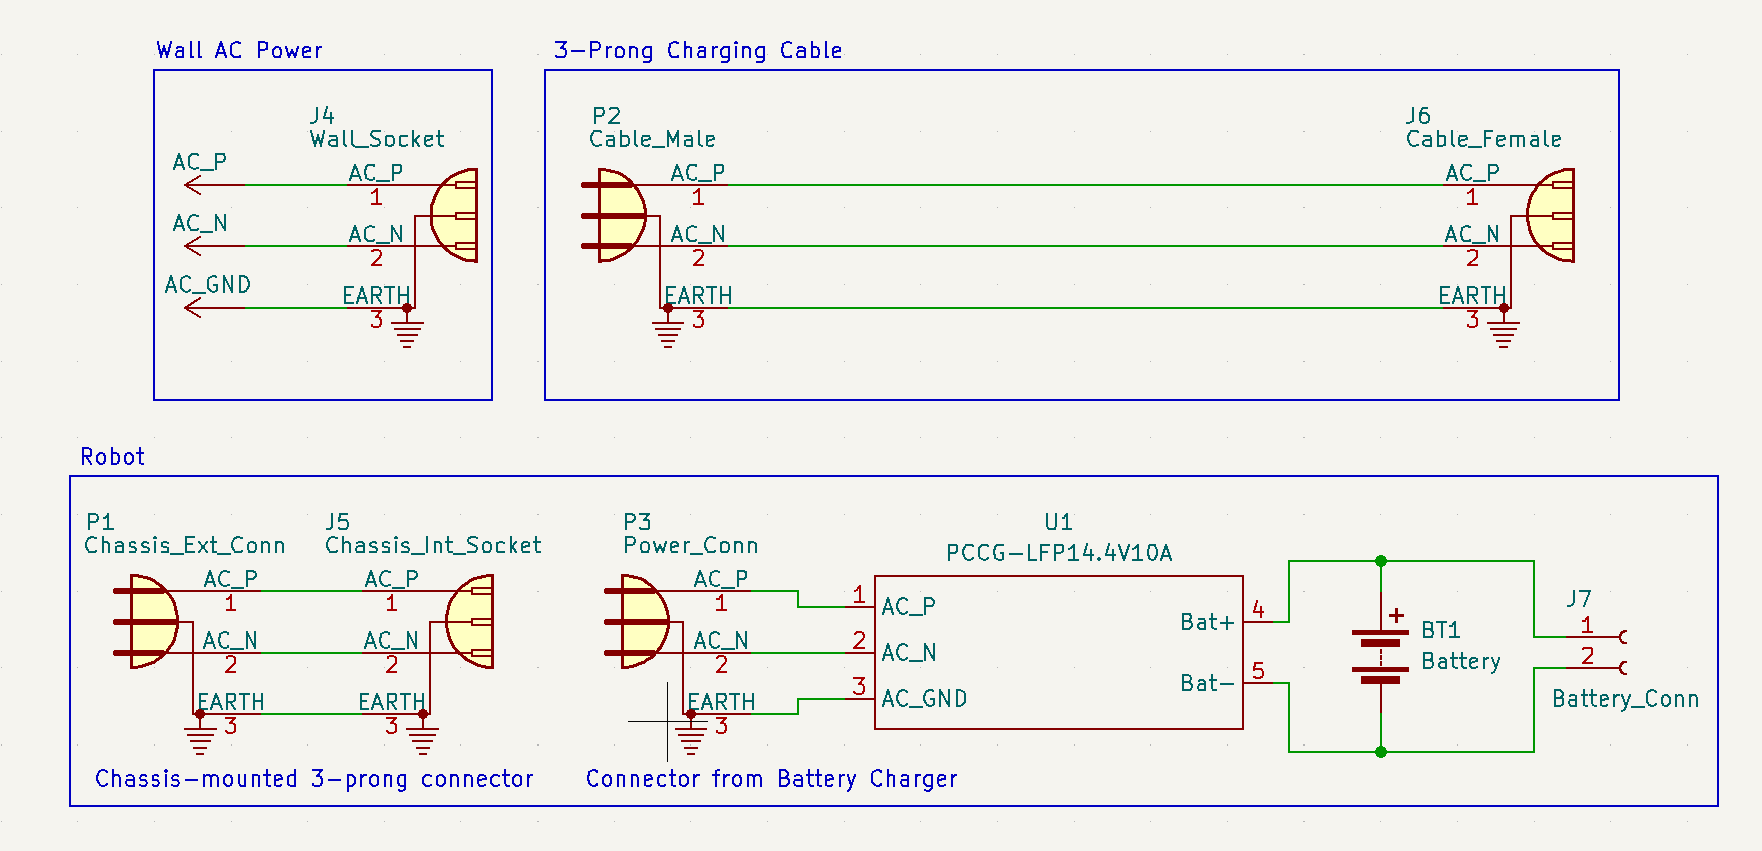 Wall AC Power
J4
Wall_Socket
AC_P
AC_P
1
AC_N
AC_N
2
AC_GND
EARTH
3
3-Prong Charging Cable
P2
Cable_Male
AC_P
1
AC_N
2
EARTH
3
J6
Cable_Female
AC_P
1
AC_N
2
EARTH
3
Robot
P1
Chassis_Ext_Conn
AC_P
1
AC_N
2
EARTH
3
J5
Chassis_Int_Socket
AC_P
1
AC_N
2
EARTH
3
Chassis-mounted 3-prong connector
P3
Power_Conn
AC_P
1
AC_N
2
EARTH
3
Connector from Battery Charger
U1
PCCG-LFP14.4V10A
1
AC_P
2
AC_N
3
AC_GND
Bat+
4
Bat-
5
+
BT1
Battery
J7
1
2
Battery_Conn